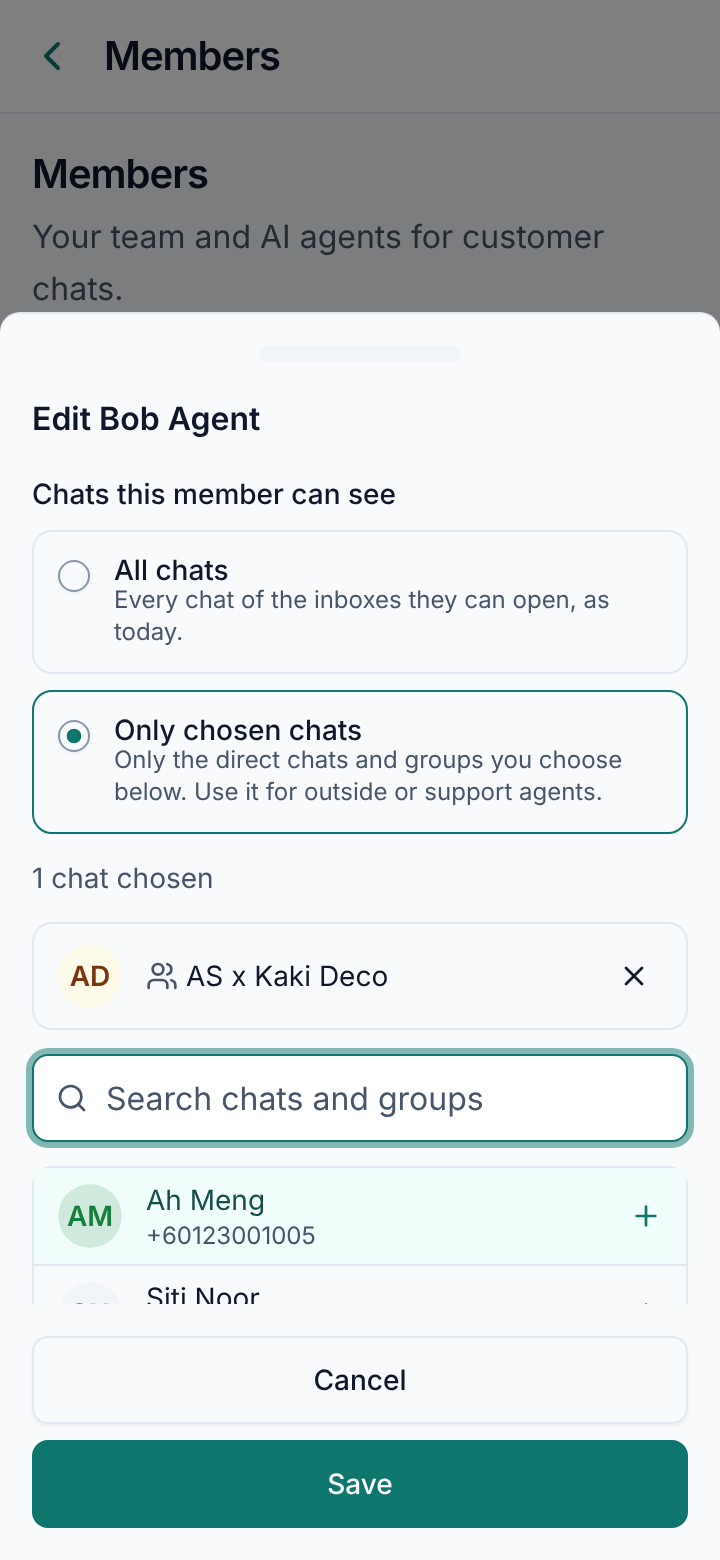 Members
Members
Your team and AI agents for customer
chats.
Edit Bob Agent
Chats this member can see
All chats
Every chat of the inboxes they can open, as
today.
Only chosen chats
Only the direct chats and groups you choose
below. Use it for outside or support agents.
1 chat chosen
AD
AS x Kaki Deco
Search chats and groups
AM
Ah Meng
+60123001005
Siti Noor
Cancel
Save